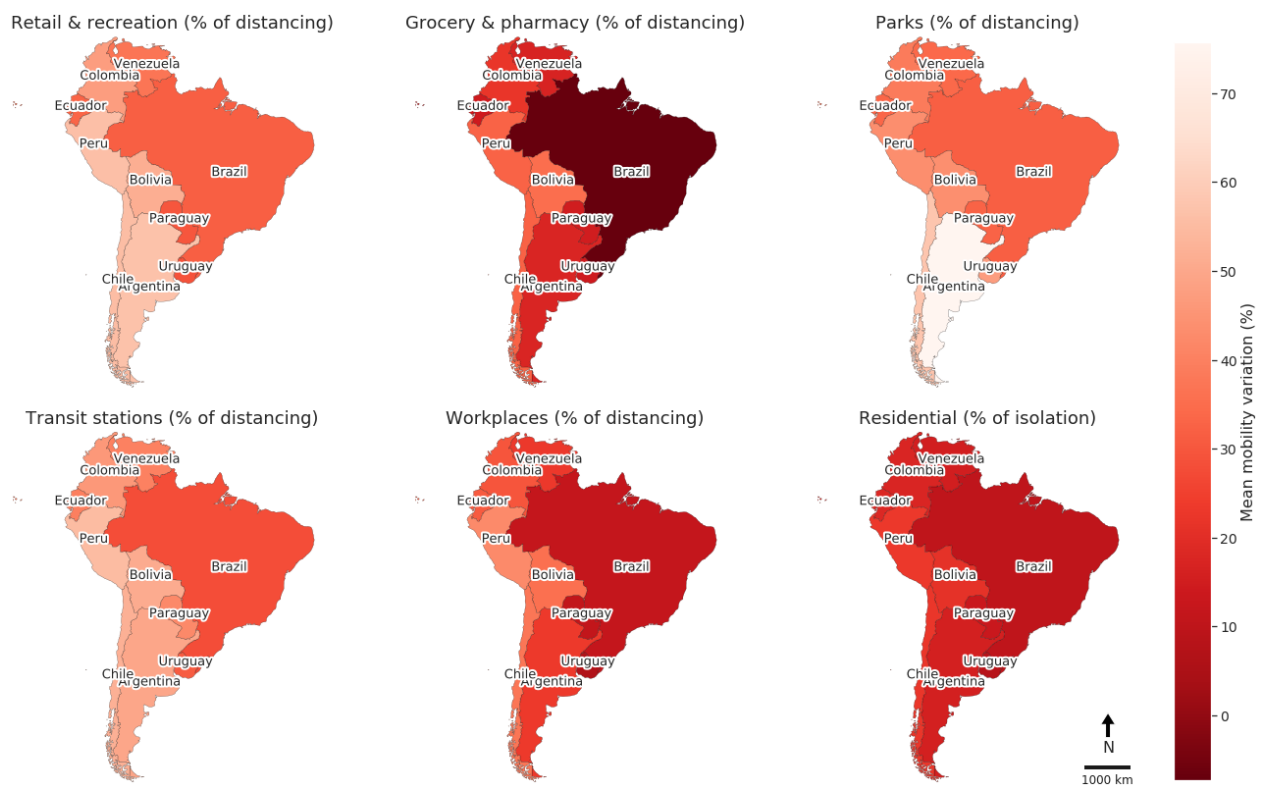 Retail & recreation (% of distancing)
Grocery & pharmacy (% of distancing)
Parks (% of distancing)
Venezuela
Colombia
Ecuador
Peru
Brazil
Bolivia
Paraguay
Uruguay
Chile
Argentina
Venezuela
Colombia
Ecuador
Peru
Brazil
Bolivia
Paraguay
Uruguay
Chile
Argentina
Venezuela
Colombia
Ecuador
Peru
Brazil
Bolivia
Paraguay
Uruguay
Chile
Argentina
Transit stations (% of distancing)
Workplaces (% of distancing)
Residential (% of isolation)
Venezuela
Colombia
Ecuador
Peru
Brazil
Bolivia
Paraguay
Uruguay
Chile
Argentina
Venezuela
Colombia
Ecuador
Peru
Brazil
Bolivia
Paraguay
Uruguay
Chile
Argentina
Venezuela
Colombia
Ecuador
Peru
Brazil
Bolivia
Paraguay
Uruguay
Chile
Argentina
N
1000 km
70
60
50
40
30
20
10
0
Mean mobility variation (%)